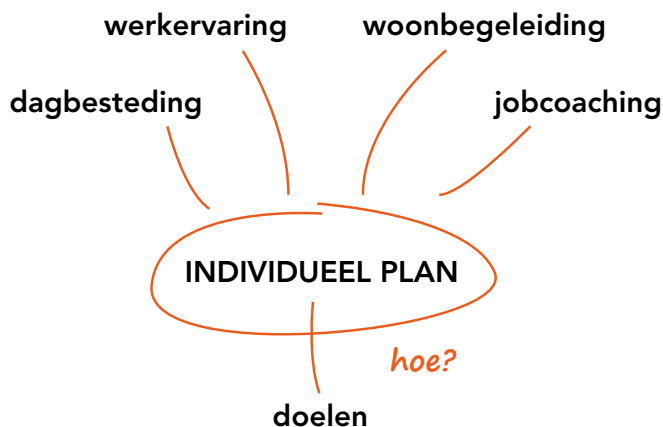 werkervaring
woonbegeleiding
dagbesteding
jobcoaching
INDIVIDUEEL PLAN
hoe?
doelen